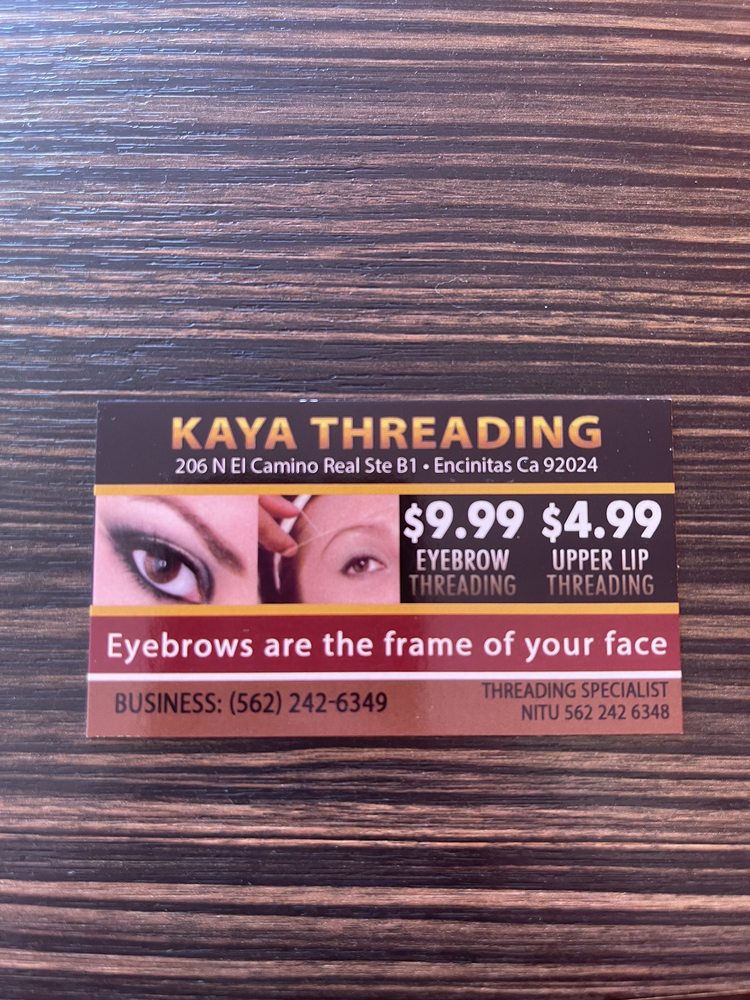 KAYA THREADING
206 N El Camino Real Ste B1 • Encinitas Ca 92024
$9.99 $4.99
EYEBROW UPPER LIP
THREADING THREADING
Eyebrows are the frame of your face
BUSINESS: (562) 242-6349
THREADING SPECIALIST
NITU 562 242 6348